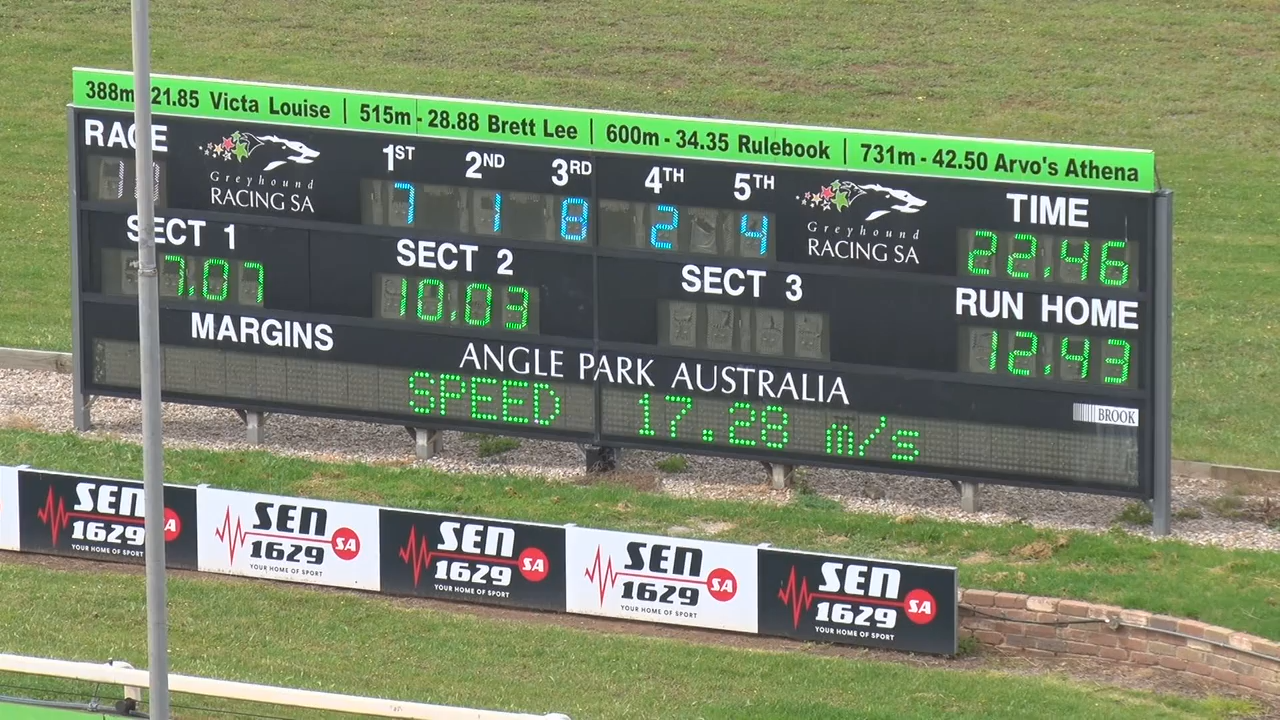 388m 21.85 Victa Louise | 515m - 28.88 Brett Lee | 600m - 34.35 Rulebook | 731m - 42.50 Arvo's Athena
RACE
Greyhound
RACING SA
1ST 2ND 3RD 4TH 5TH
7 1 8 2 4
Greyhound
RACING SA
TIME
22.46
SECT 1
7.07
SECT 2
10.03
SECT 3
RUN HOME
12.43
MARGINS
ANGLE PARK AUSTRALIA
SPEED 17.28 m/s
BROOK
SEN
1629 SA
YOUR HOME OF SPORT
SEN
1629 SA
YOUR HOME OF SPORT
SEN
1629 SA
YOUR HOME OF SPORT
SEN
1629 SA
YOUR HOME OF SPORT
SEN
1629 SA
YOUR HOME OF SPORT